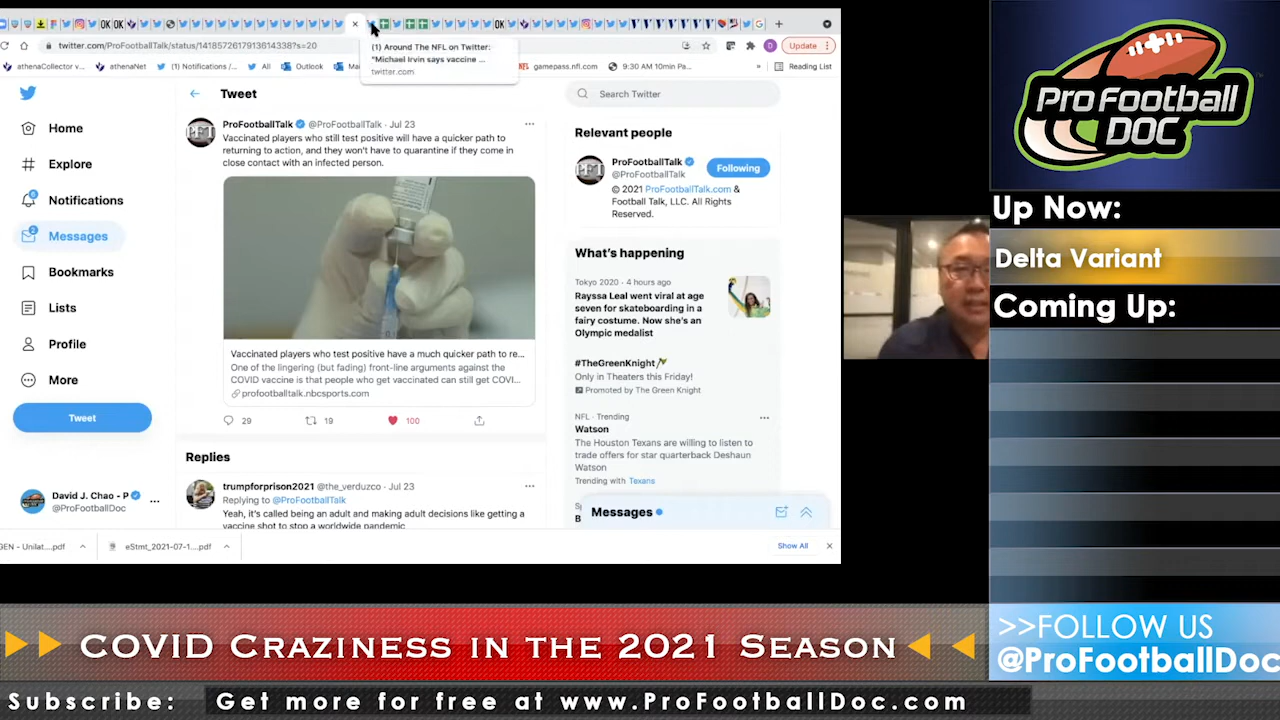 OK OK
OK
G
twitter.com/ProFootballTalk/status/1418572617913614338?s=20
D
Update
athenaCollector v...
athenaNet
(1) Notifications /...
All
Outlook
gamepass.nfl.com
9:30 AM 10min Pa...
»
Reading List
(1) Around The NFL on Twitter:
"Michael Irvin says vaccine ...
twitter.com
Home
Explore
6
Notifications
2
Messages
Bookmarks
Lists
Profile
More
Tweet
David J. Chao - P
@ProFootballDoc
Tweet
PFT
ProFootballTalk @ProFootballTalk · Jul 23
Vaccinated players who still test positive will have a quicker path to
returning to action, and they won't have to quarantine if they come in
close contact with an infected person.
Vaccinated players who test positive have a much quicker path to re...
One of the lingering (but fading) front-line arguments against the
COVID vaccine is that people who get vaccinated can still get COVI...
profootballtalk.nbcsports.com
29
19
100
Replies
trumpforprison2021 @the_verduzco · Jul 23
Replying to @ProFootballTalk
Yeah, it's called being an adult and making adult decisions like getting a
vaccine shot to stop a worldwide pandemic
Search Twitter
Relevant people
PFT
ProFootballTalk
@ProFootballTalk
Following
© 2021 ProFootballTalk.com &
Football Talk, LLC. All Rights
Reserved.
What's happening
Tokyo 2020 · 4 hours ago
Rayssa Leal went viral at age
seven for skateboarding in a
fairy costume. Now she's an
Olympic medalist
#TheGreenKnight
Only in Theaters this Friday!
Promoted by The Green Knight
NFL · Trending
Watson
The Houston Texans are willing to listen to
trade offers for star quarterback Deshaun
Watson
Trending with Texans
Messages
GEN - Unilat....pdf
eStmt_2021-07-1....pdf
Show All
Pro Football
DOC
Up Now:
Delta Variant
Coming Up:
COVID Craziness in the 2021 Season
>>FOLLOW US
@ProFootballDoc
Subscribe:
Get more for free at www.ProFootballDoc.com